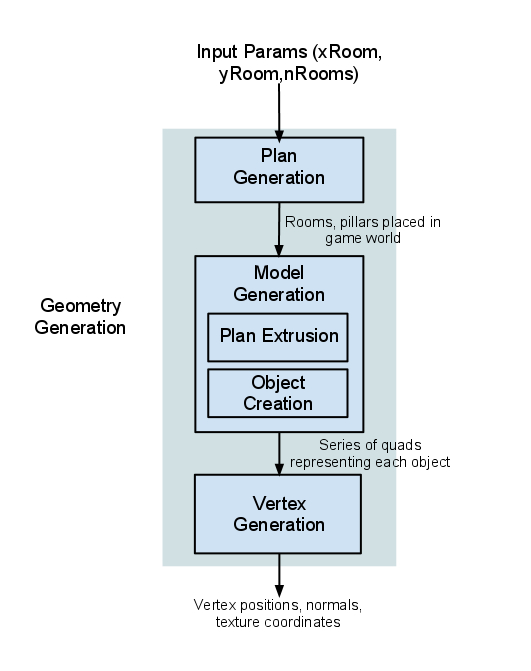 Input Params (xRoom,
yRoom,nRooms)
Plan
Generation
Rooms, pillars placed in
game world
Model
Generation
Geometry
Generation
Plan Extrusion
Object
Creation
Series of quads
representing each object
Vertex
Generation
Vertex positions, normals,
texture coordinates